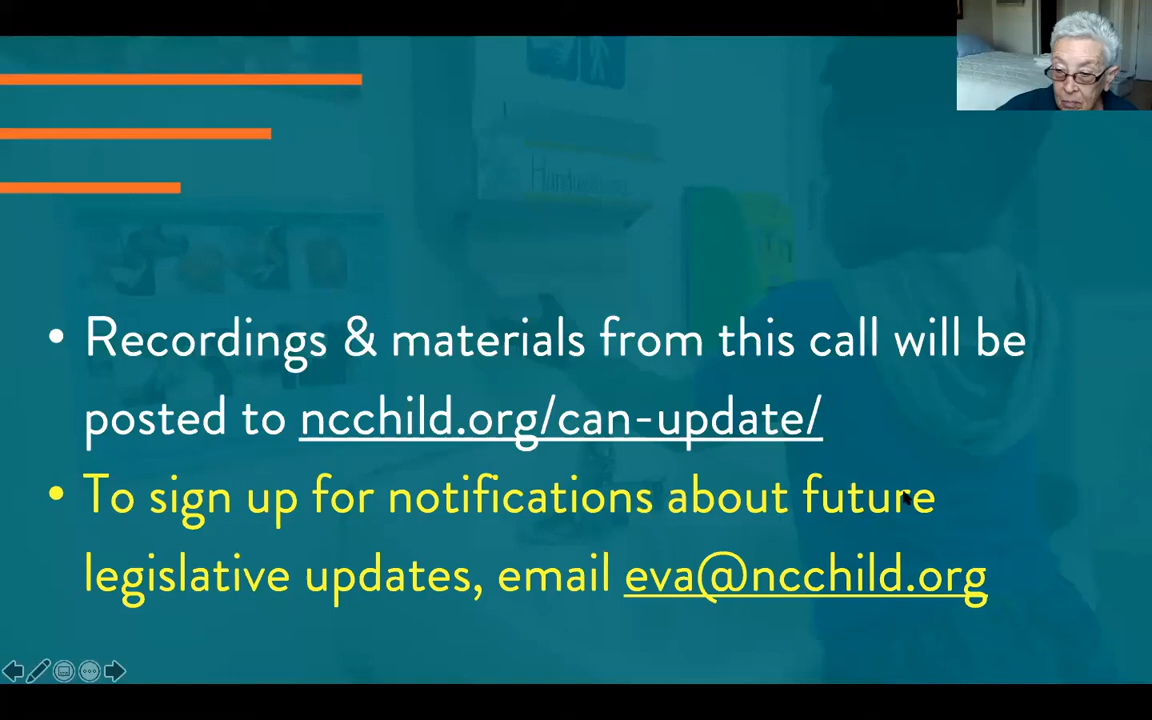 • Recordings & materials from this call will be
posted to ncchild.org/can-update/
• To sign up for notifications about future
legislative updates, email eva@ncchild.org